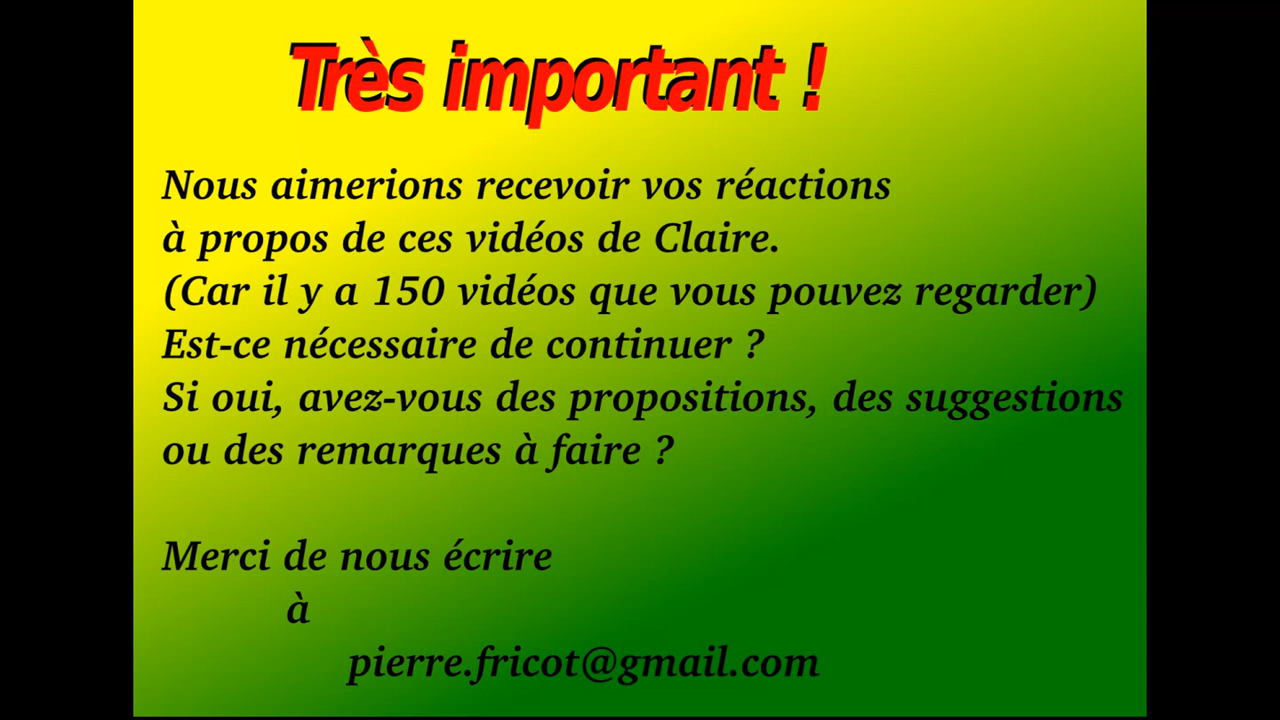 Très important !
Nous aimerions recevoir vos réactions
à propos de ces vidéos de Claire.
(Car il y a 150 vidéos que vous pouvez regarder)
Est-ce nécessaire de continuer ?
Si oui, avez-vous des propositions, des suggestions
ou des remarques à faire ?
Merci de nous écrire
à
pierre.fricot@gmail.com